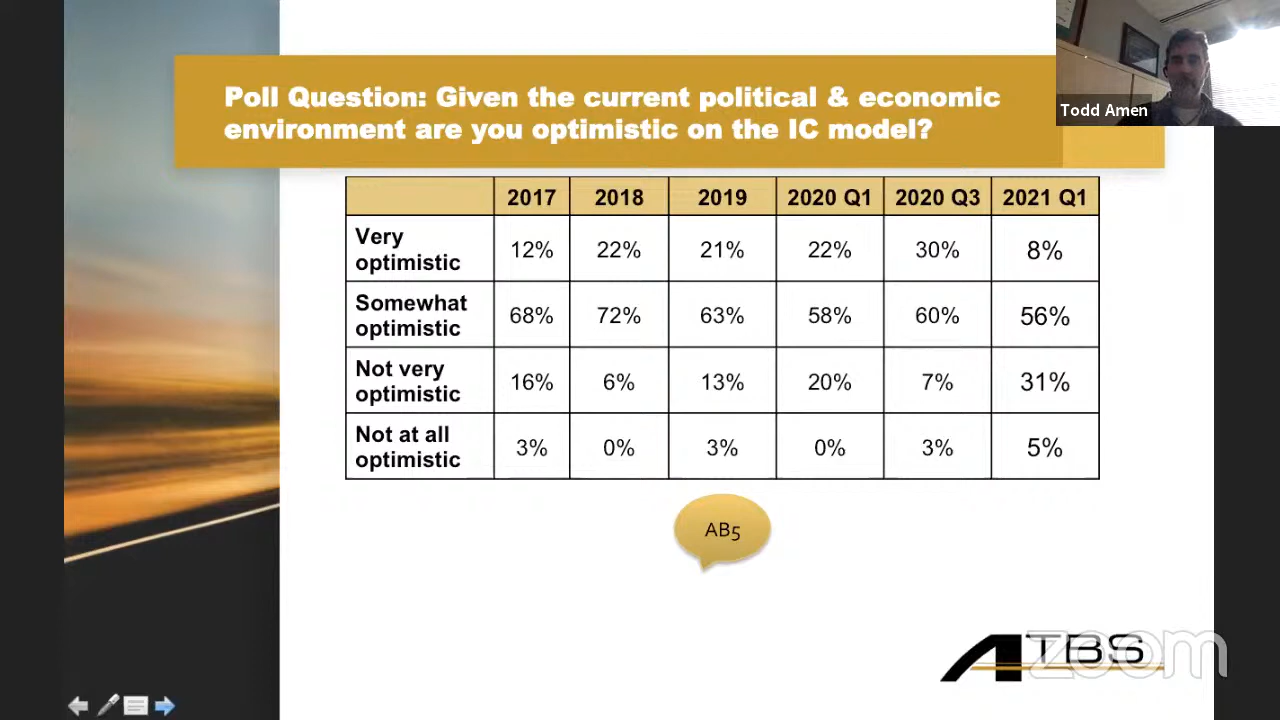 Poll Question: Given the current political & economic
environment are you optimistic on the IC model?
Todd Amen
2017 2018 2019 2020 Q1 2020 Q3 2021 Q1
Very
optimistic
12% 22% 21% 22% 30% 8%
Somewhat
optimistic
68% 72% 63% 58% 60% 56%
Not very
optimistic
16% 6% 13% 20% 7% 31%
Not at all
optimistic
3% 0% 3% 0% 3% 5%
AB5
ATBS
zoom